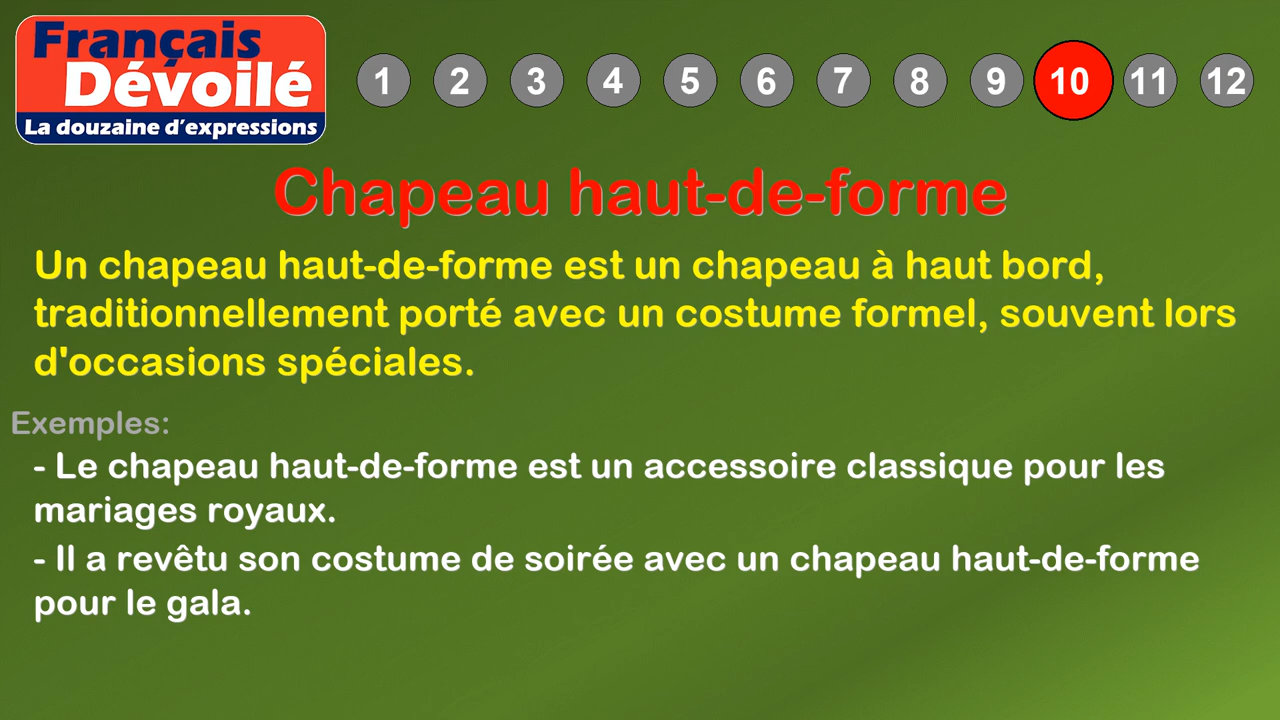 Français
Dévoilé
La douzaine d'expressions
1 2 3 4 5 6 7 8 9 10 11 12
Chapeau haut-de-forme
Un chapeau haut-de-forme est un chapeau à haut bord,
traditionnellement porté avec un costume formel, souvent lors
d'occasions spéciales.
Exemples:
- Le chapeau haut-de-forme est un accessoire classique pour les
mariages royaux.
- Il a revêtu son costume de soirée avec un chapeau haut-de-forme
pour le gala.